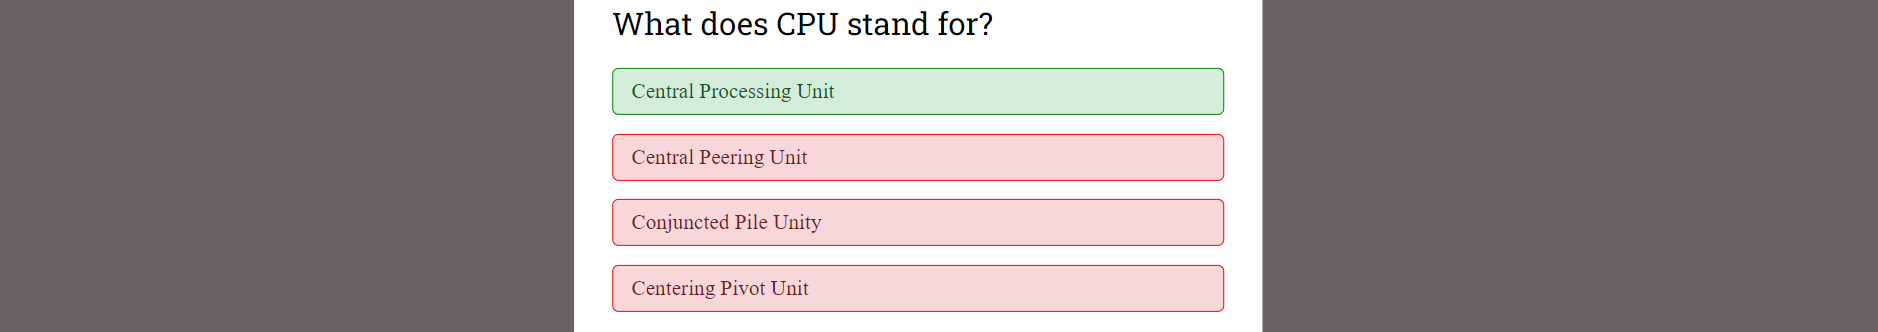 What does CPU stand for?
Central Processing Unit
Central Peering Unit
Conjuncted Pile Unity
Centering Pivot Unit